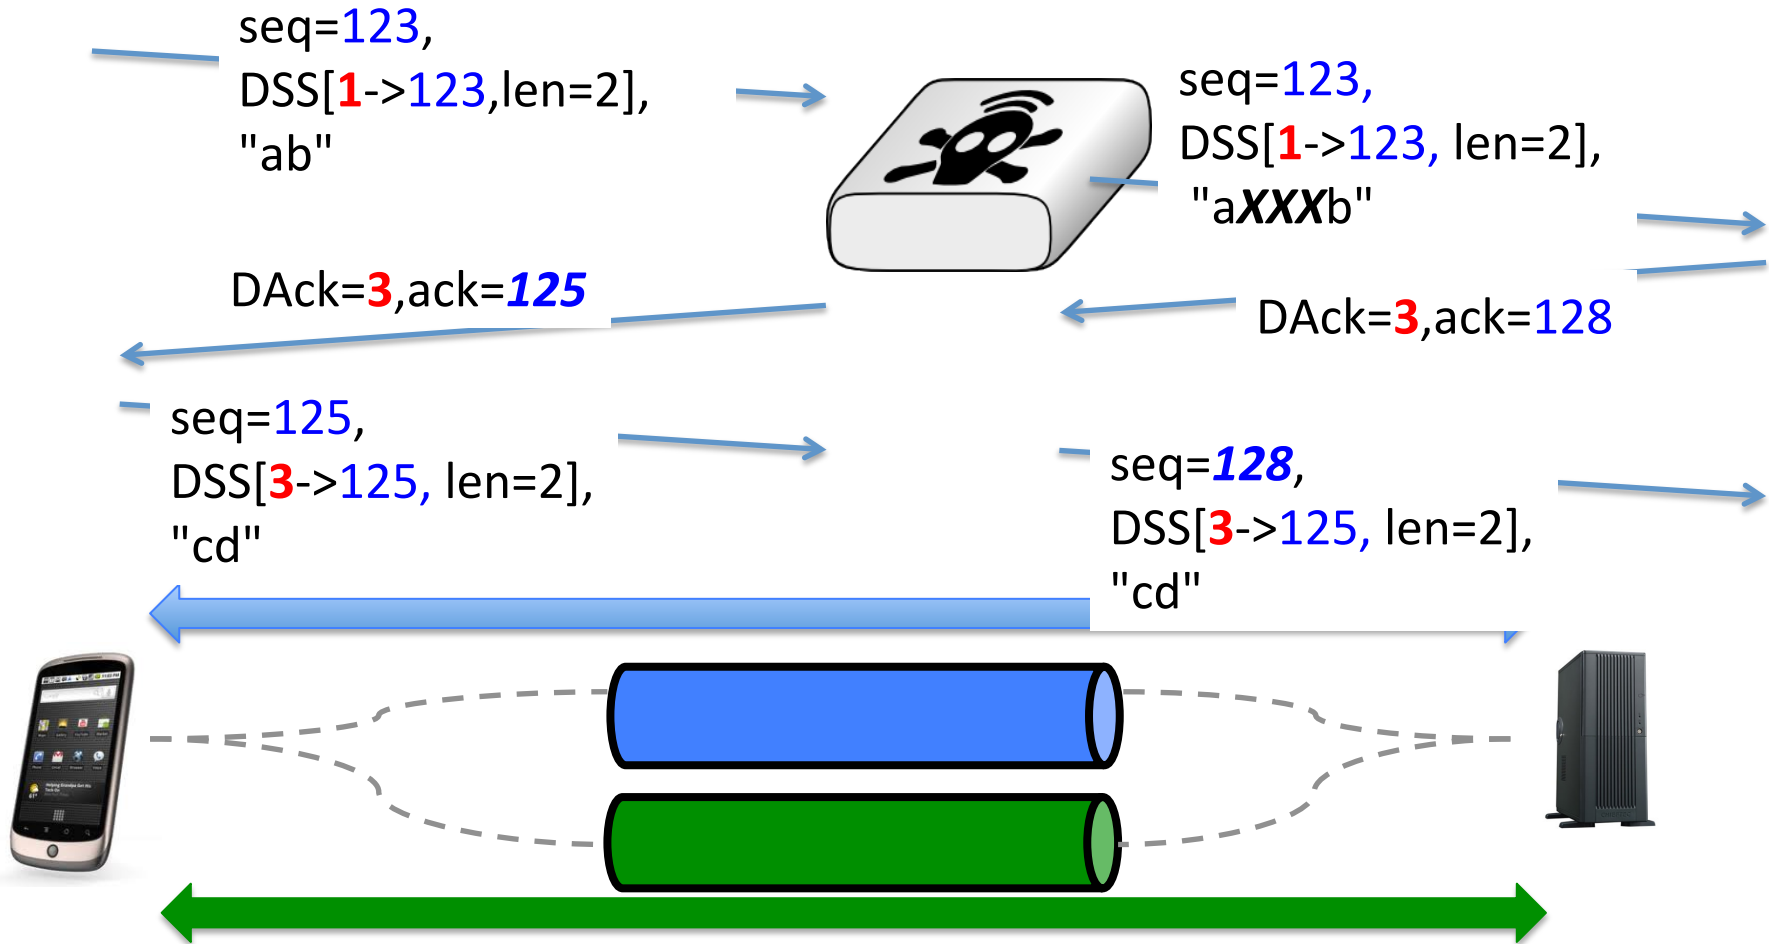 seq=123,
DSS[1->123,len=2],
"ab"
seq=123,
DSS[1->123, len=2],
"aXXXb"
DAck=3,ack=125
DAck=3,ack=128
seq=125,
DSS[3->125, len=2],
"cd"
seq=128,
DSS[3->125, len=2],
"cd"